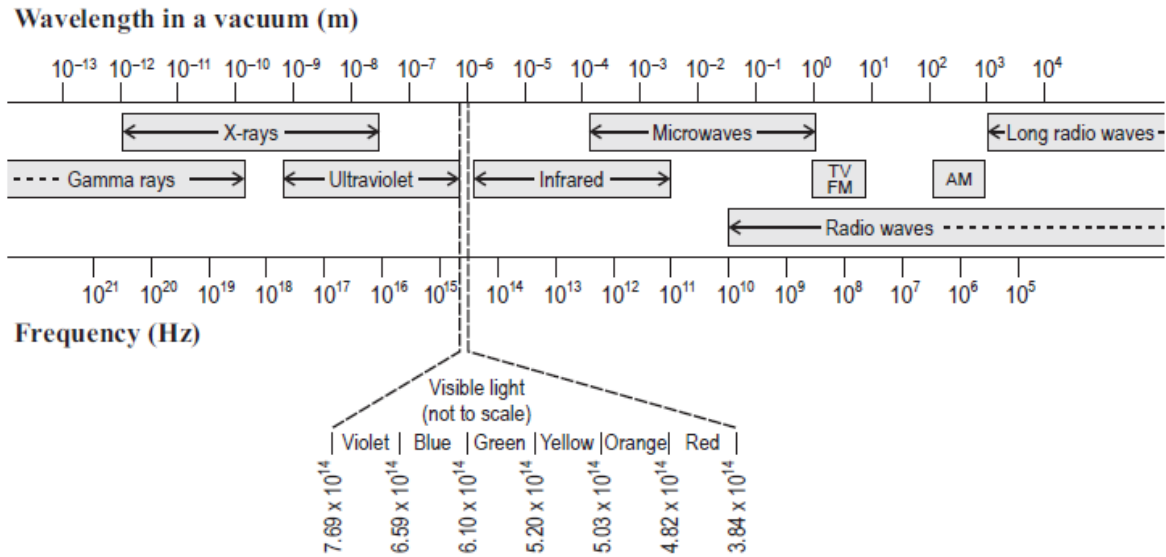 Wavelength in a vacuum (m)
10⁻¹³ 10⁻¹² 10⁻¹¹ 10⁻¹⁰ 10⁻⁹ 10⁻⁸ 10⁻⁷ 10⁻⁶ 10⁻⁵ 10⁻⁴ 10⁻³ 10⁻² 10⁻¹ 10⁰ 10¹ 10² 10³ 10⁴
X-rays Microwaves Long radio waves
Gamma rays Ultraviolet Infrared TV FM AM
Radio waves
10²¹ 10²⁰ 10¹⁹ 10¹⁸ 10¹⁷ 10¹⁶ 10¹⁵ 10¹⁴ 10¹³ 10¹² 10¹¹ 10¹⁰ 10⁹ 10⁸ 10⁷ 10⁶ 10⁵
Frequency (Hz)
Visible light
(not to scale)
Violet Blue Green Yellow Orange Red
7.69 x 10¹⁴ 6.59 x 10¹⁴ 6.10 x 10¹⁴ 5.20 x 10¹⁴ 5.03 x 10¹⁴ 4.82 x 10¹⁴ 3.84 x 10¹⁴